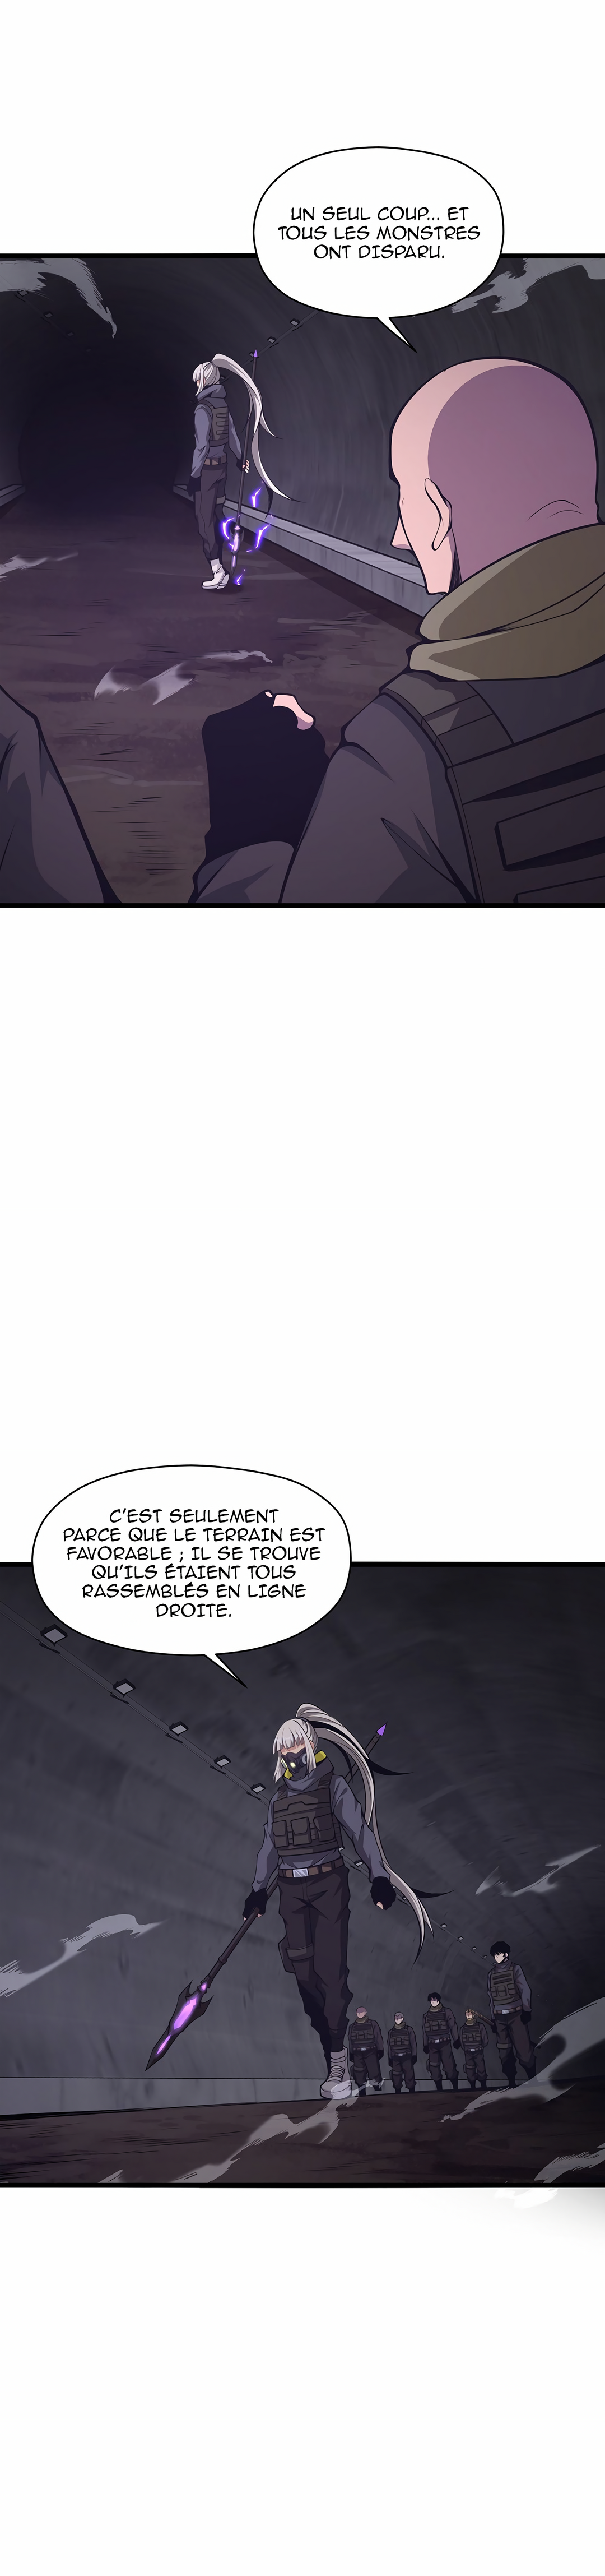 UN SEUL COUP... ET
TOUS LES MONSTRES
ONT DISPARU.
C'EST SEULEMENT
PARCE QUE LE TERRAIN EST
FAVORABLE ; IL SE TROUVE
QU'ILS ÉTAIENT TOUS
RASSEMBLÉS EN LIGNE
DROITE.